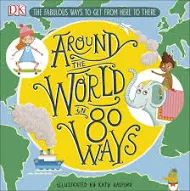 DK
THE FABULOUS WAYS TO GET FROM HERE TO THERE
AROUND
THE
WORLD
IN 80
WAYS
ILLUSTRATED BY KATY HALFORD